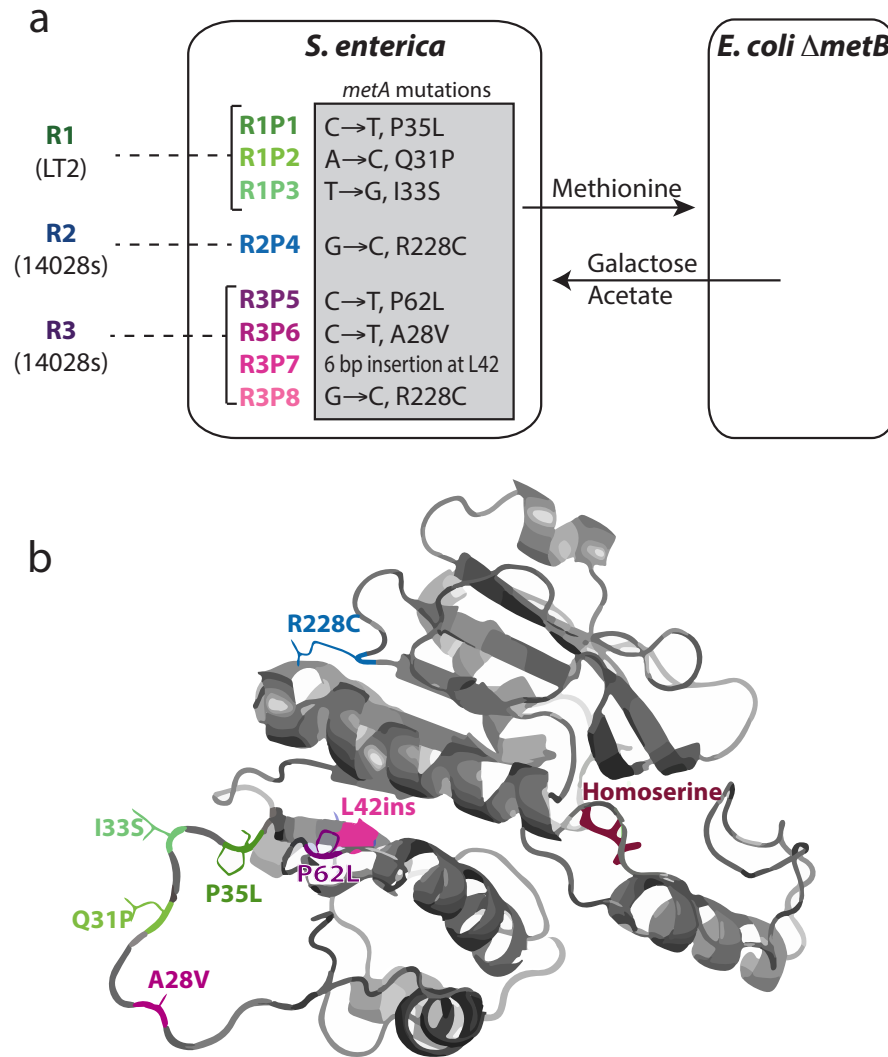 a
S. enterica
E. coli ΔmetB
metA mutations
R1
(LT2)
R1P1 C→T, P35L
R1P2 A→C, Q31P
R1P3 T→G, I33S
R2
(14028s)
R2P4 G→C, R228C
R3
(14028s)
R3P5 C→T, P62L
R3P6 C→T, A28V
R3P7 6 bp insertion at L42
R3P8 G→C, R228C
Methionine
Galactose
Acetate
b
R228C
L42ins
Homoserine
I33S
P35L
P62L
Q31P
A28V